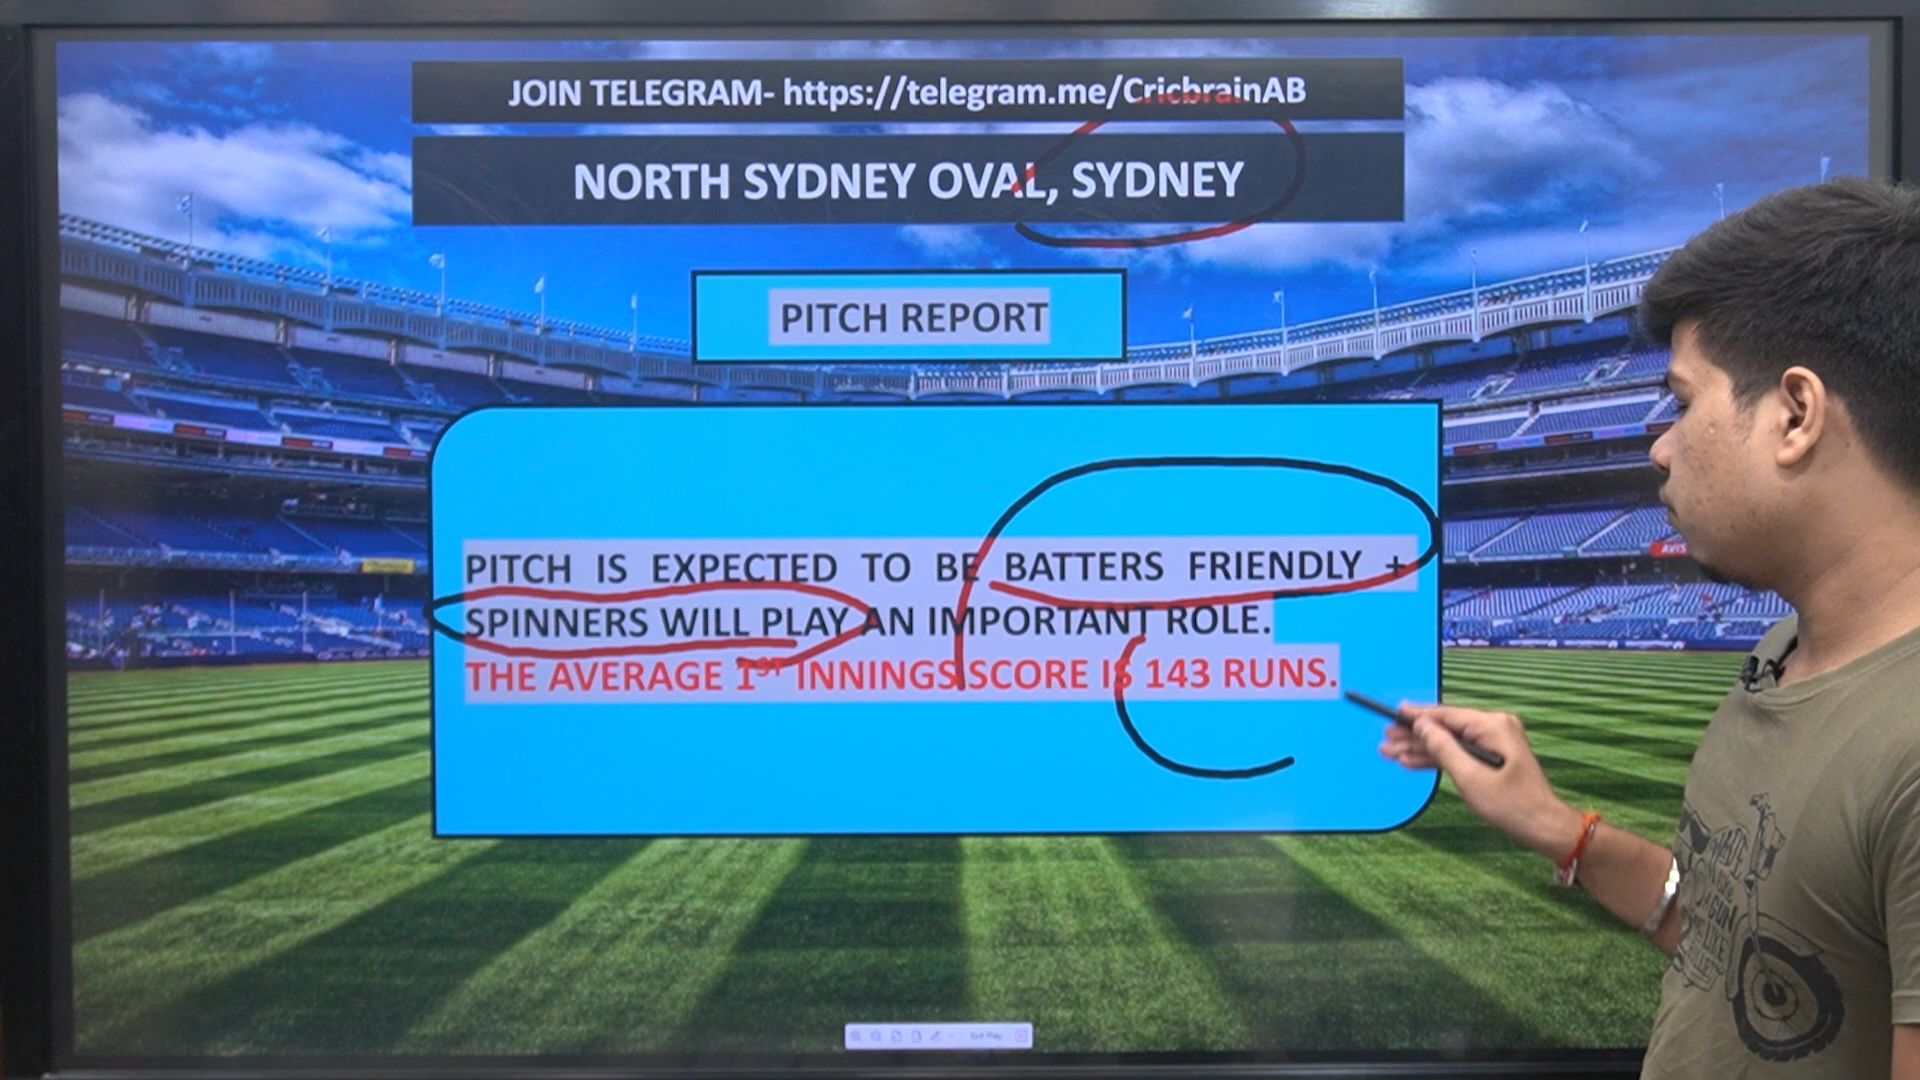 JOIN TELEGRAM- https://telegram.me/CricbrainAB
NORTH SYDNEY OVAL, SYDNEY
PITCH REPORT
PITCH IS EXPECTED TO BE BATTERS FRIENDLY +
SPINNERS WILL PLAY AN IMPORTANT ROLE.
THE AVERAGE 1ST INNINGS SCORE IS 143 RUNS.
AVIS